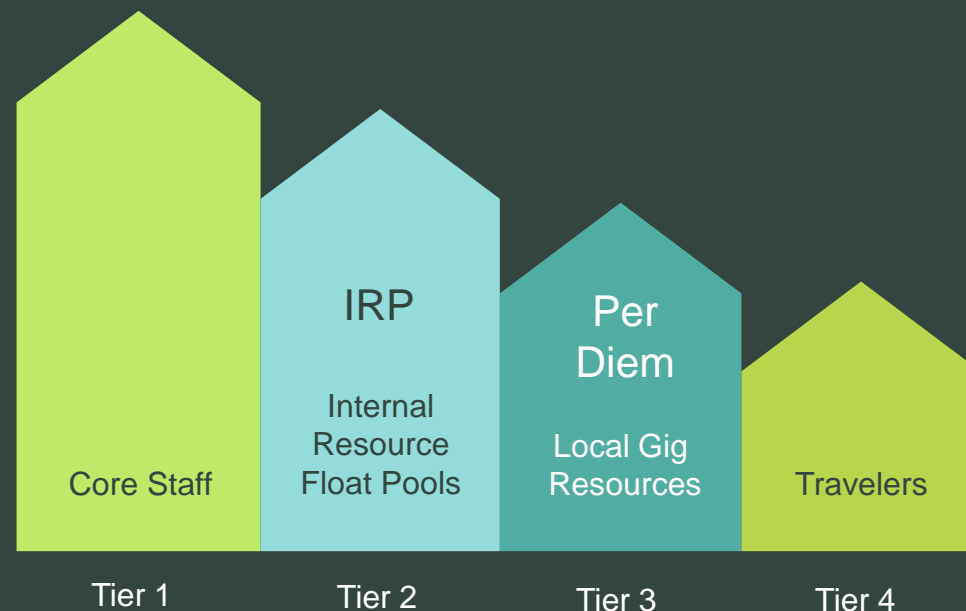 Core Staff
IRP
Internal
Resource
Float Pools
Per
Diem
Local Gig
Resources
Travelers
Tier 1
Tier 2
Tier 3
Tier 4